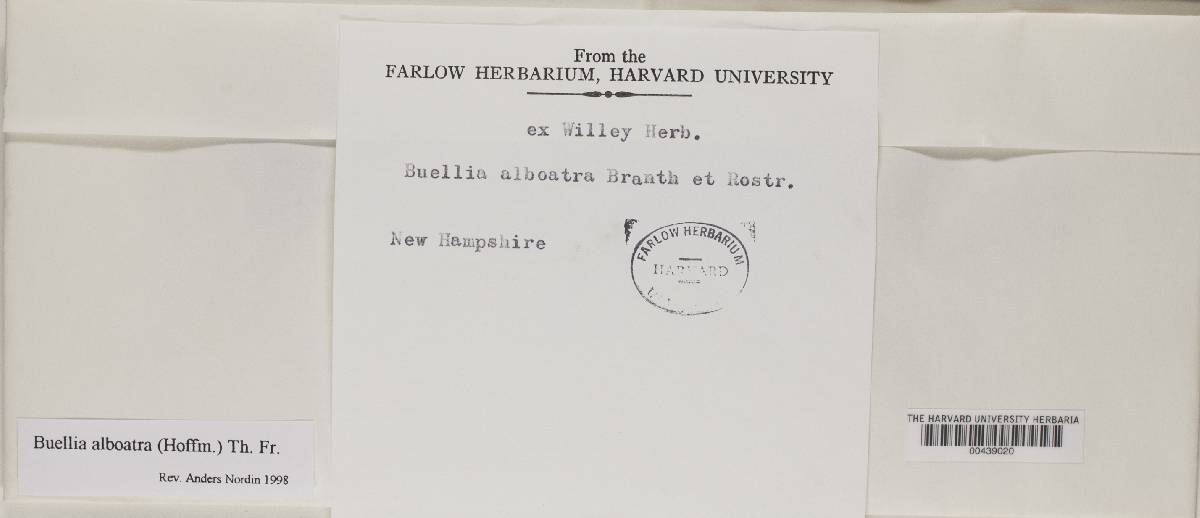 From the
FARLOW HERBARIUM, HARVARD UNIVERSITY
ex Willey Herb.
Buellia alboatra Branth et Rostr.
New Hampshire
FARLOW HERBARIUM
HARVARD
Buellia alboatra (Hoffm.) Th. Fr.
Rev. Anders Nordin 1998
THE HARVARD UNIVERSITY HERBARIA
00439020